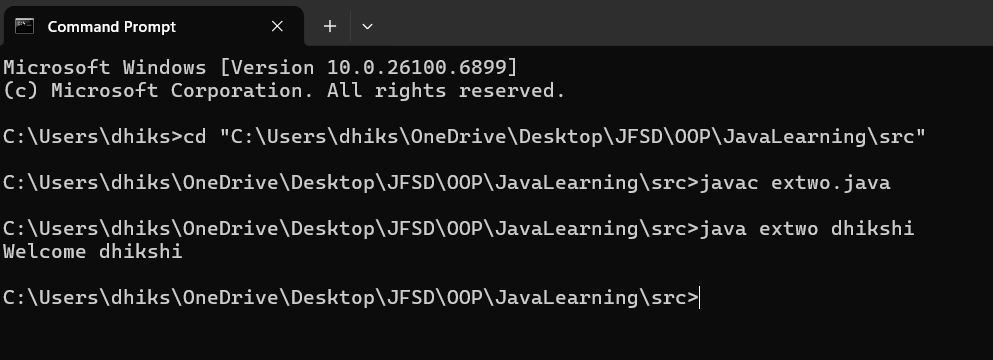 Command Prompt
Microsoft Windows [Version 10.0.26100.6899]
(c) Microsoft Corporation. All rights reserved.
C:\Users\dhiks>cd "C:\Users\dhiks\OneDrive\Desktop\JFSD\OOP\JavaLearning\src"
C:\Users\dhiks\OneDrive\Desktop\JFSD\OOP\JavaLearning\src>javac extwo.java
C:\Users\dhiks\OneDrive\Desktop\JFSD\OOP\JavaLearning\src>java extwo dhikshi
Welcome dhikshi
C:\Users\dhiks\OneDrive\Desktop\JFSD\OOP\JavaLearning\src>